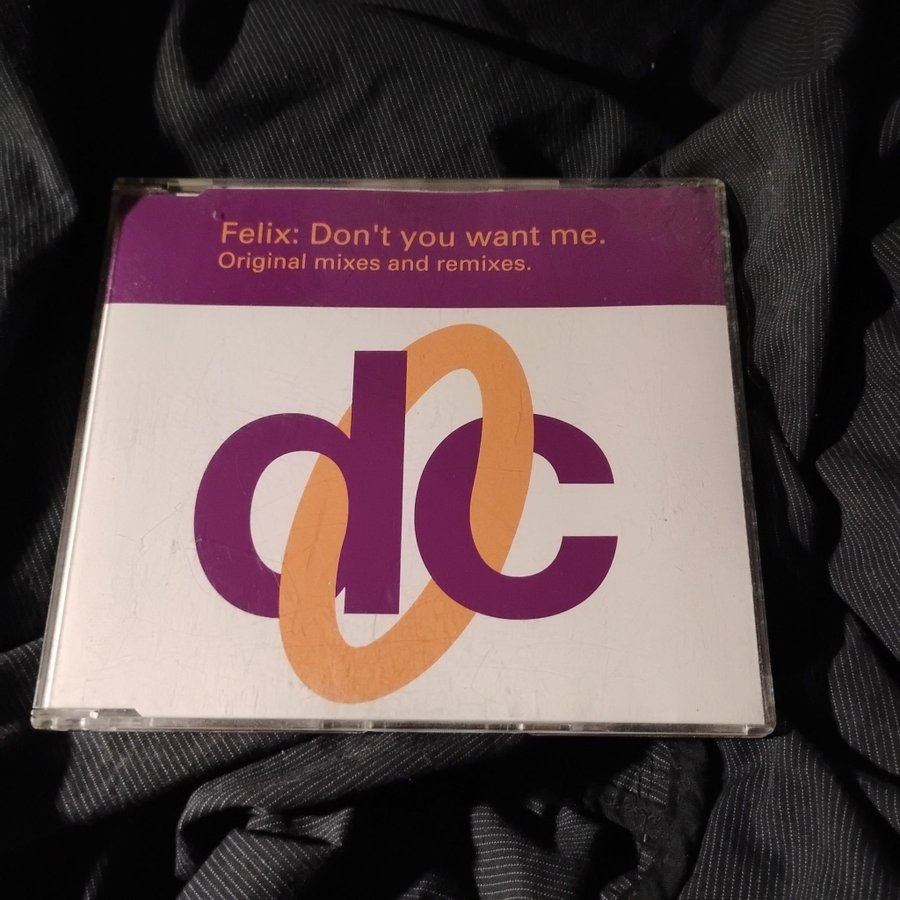 Felix: Don't you want me.
Original mixes and remixes.
dc